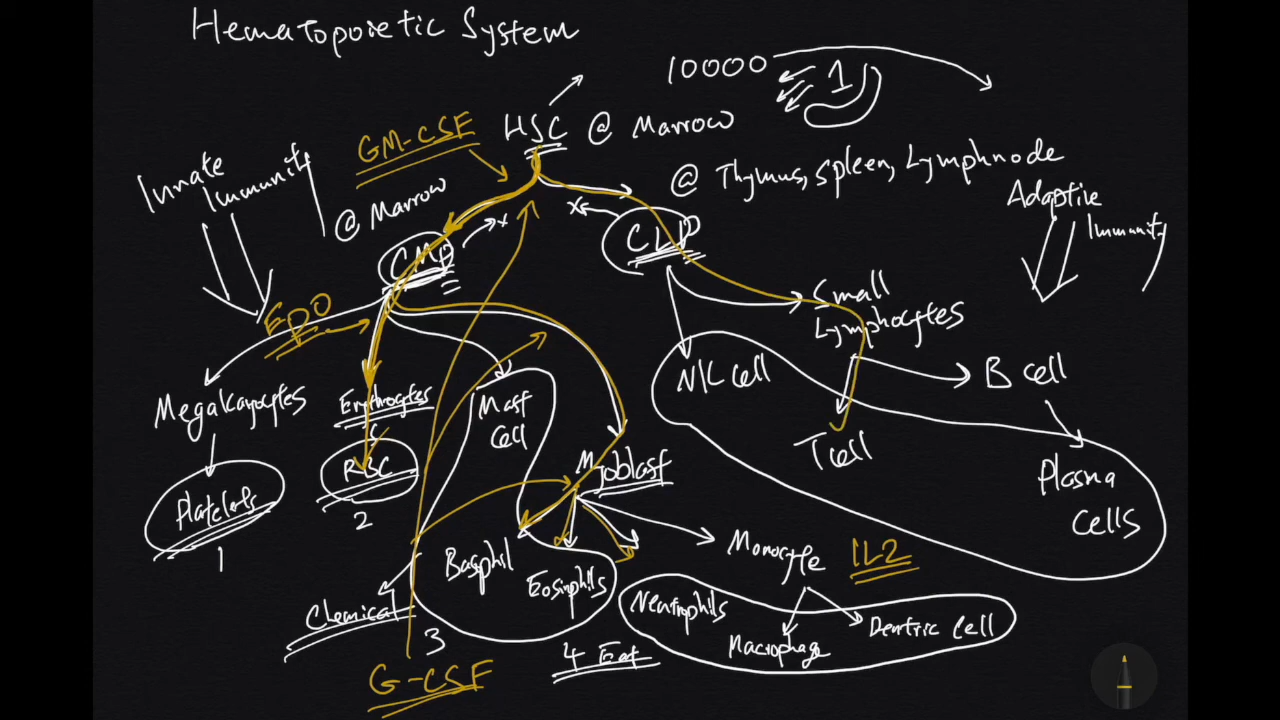 Hematopoietic System
10000
1
HSC @ Marrow
GM-CSF
@ Thymus, Spleen, Lymphnode
Innate
Immunity
@ Marrow
Adaptive
Immunity
CMP
CLP
EPO
Small
Lymphocytes
Megakaryocytes
Erythrocytes
Mast
Cell
NK cell
B cell
T cell
Myoblast
RBC
Platelets
2
1
Plasma
Cells
Basophil
Eosinophils
Monocyte
IL2
Chemical
3
Neutrophils
Macrophage
Dentric Cell
4 Eat
G-CSF